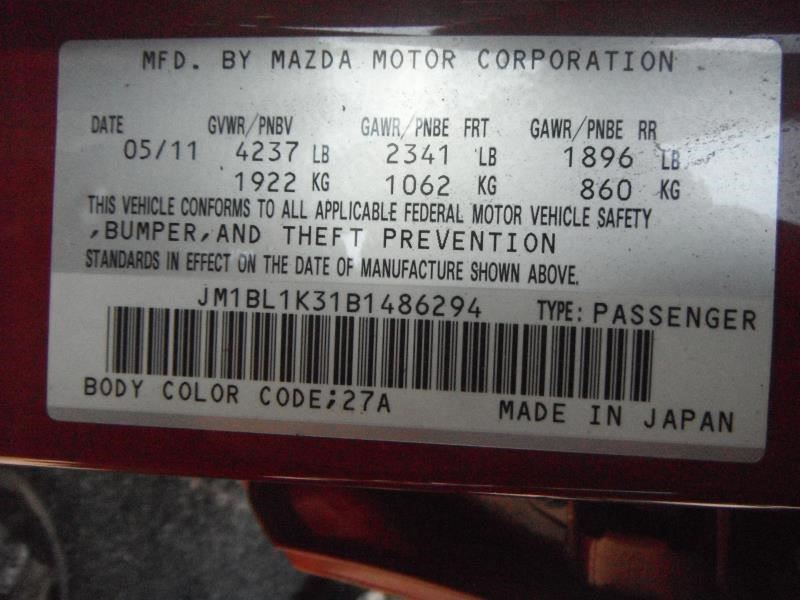 MFD. BY MAZDA MOTOR CORPORATION
DATE GVWR/PNBV GAWR/PNBE FRT GAWR/PNBE RR
05/11 4237 LB 2341 LB 1896 LB
1922 KG 1062 KG 860 KG
THIS VEHICLE CONFORMS TO ALL APPLICABLE FEDERAL MOTOR VEHICLE SAFETY
,BUMPER,AND THEFT PREVENTION
STANDARDS IN EFFECT ON THE DATE OF MANUFACTURE SHOWN ABOVE.
JM1BL1K31B1486294 TYPE: PASSENGER
BODY COLOR CODE;27A
MADE IN JAPAN